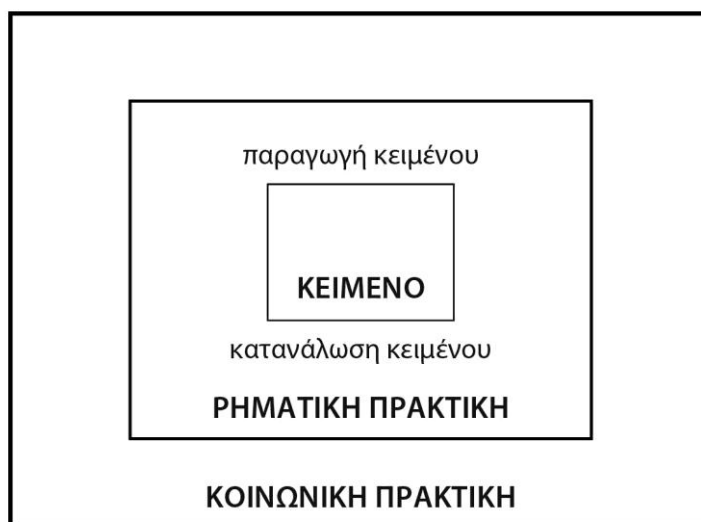 παραγωγή κειμένου
ΚΕΙΜΕΝΟ
κατανάλωση κειμένου
ΡΗΜΑΤΙΚΗ ΠΡΑΚΤΙΚΗ
ΚΟΙΝΩΝΙΚΗ ΠΡΑΚΤΙΚΗ